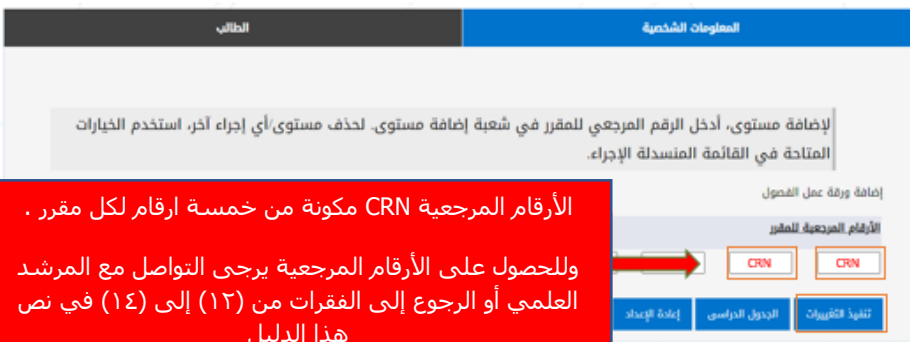 المعلومات الشخصية
الطالب
لإضافة مستوى، أدخل الرقم المرجعي للمقرر في شعبة إضافة مستوى. لحذف مستوى/أي إجراء آخر، استخدم الخيارات
المتاحة في القائمة المنسدلة الإجراء.
إضافة ورقة عمل الفصول
الأرقام المرجعية للمقرر
CRN
CRN
تنفيذ التغييرات
الجدول الدراسى
إعادة الإعداد
الأرقام المرجعية CRN مكونة من خمسة ارقام لكل مقرر .
وللحصول على الأرقام المرجعية يرجى التواصل مع المرشد
العلمي أو الرجوع إلى الفقرات من (١٢) إلى (١٤) في نص
هذا الدليل